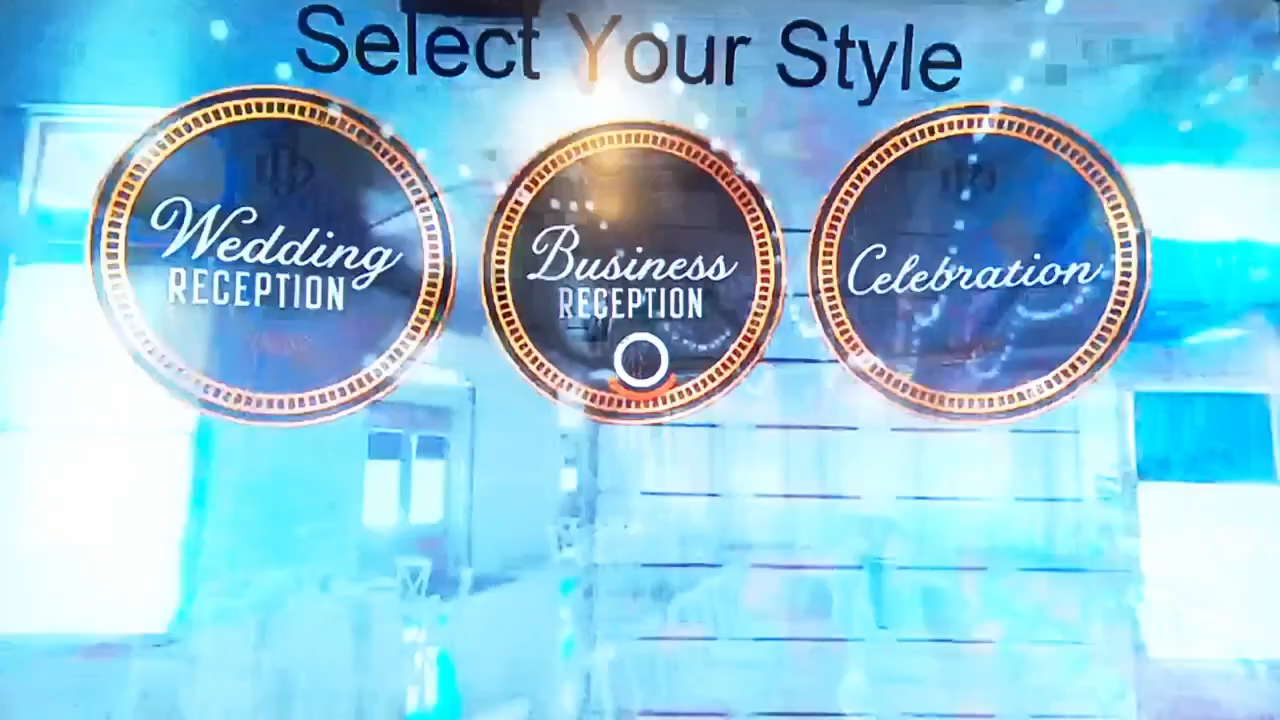 Select Your Style
Wedding
RECEPTION
Business
RECEPTION
Celebration